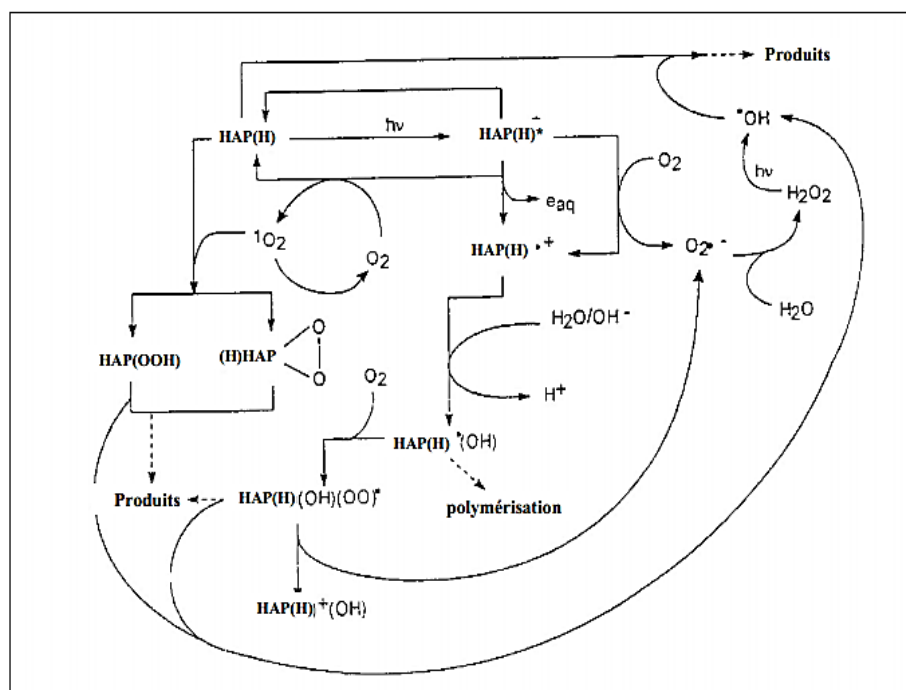 Produits
•OH
HAP(H)
hν
HAP(H)*
O2
hν
H2O2
eaq
1O2
O2
HAP(H) •+
O2•-
H2O
HAP(OOH)
(H)HAP
O
O
H2O/OH-
O2
H+
HAP(H)•(OH)
Produits
HAP(H)(OH)(OO)•
polymérisation
HAP(H)+(OH)